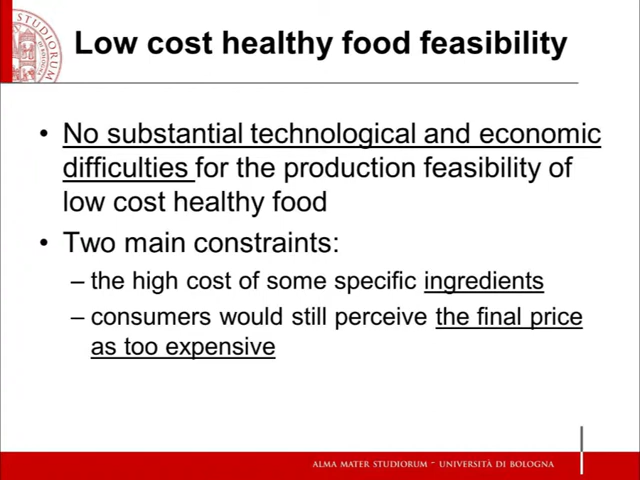 Low cost healthy food feasibility
• No substantial technological and economic
difficulties for the production feasibility of
low cost healthy food
• Two main constraints:
– the high cost of some specific ingredients
– consumers would still perceive the final price
as too expensive
ALMA MATER STUDIORUM ~ UNIVERSITÀ DI BOLOGNA